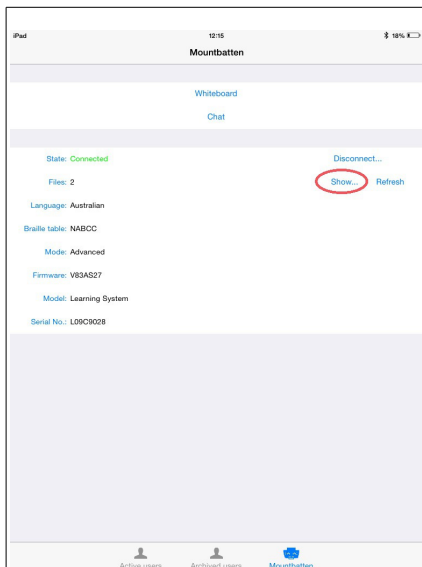 iPad 12:15 18%
Mountbatten
Whiteboard
Chat
State: Connected Disconnect...
Files: 2 Show... Refresh
Language: Australian
Braille table: NABCC
Mode: Advanced
Firmware: V83AS27
Model: Learning System
Serial No.: L09C9028
Active users Archived users Mountbatten